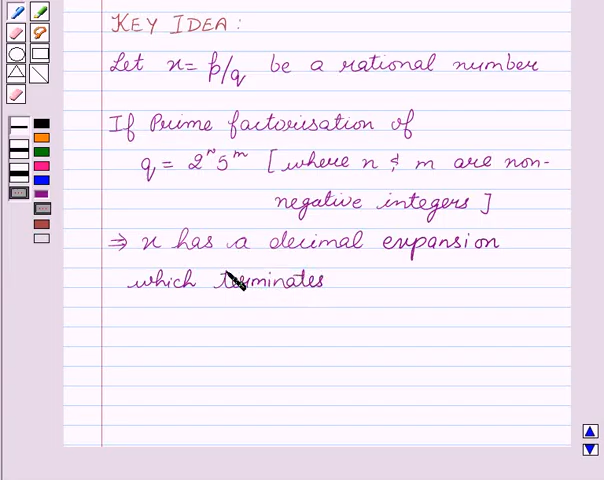 KEY IDEA:
Let x = p/q be a rational number
If Prime factorisation of
q = 2ⁿ5ᵐ [where n & m are non-
negative integers]
⇒ x has a decimal expansion
which terminates